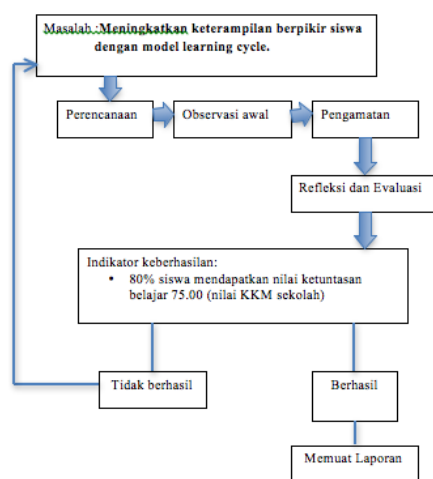 Masalah :Meningkatkan keterampilan berpikir siswa
dengan model learning cycle.
Perencanaan
Observasi awal
Pengamatan
Refleksi dan Evaluasi
Indikator keberhasilan:
• 80% siswa mendapatkan nilai ketuntasan
belajar 75.00 (nilai KKM sekolah)
Tidak berhasil
Berhasil
Memuat Laporan